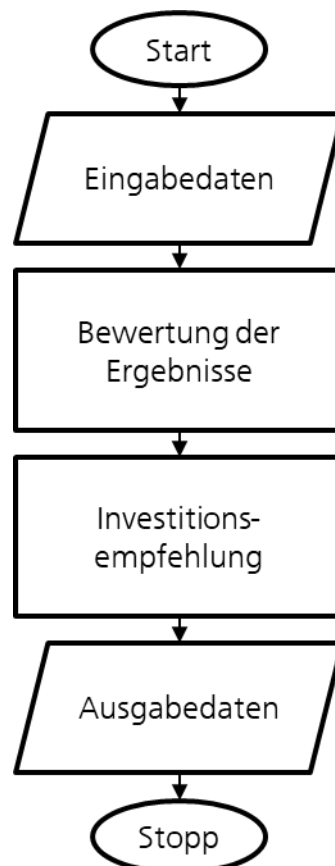 Start
Eingabedaten
Bewertung der
Ergebnisse
Investitions-
empfehlung
Ausgabedaten
Stopp